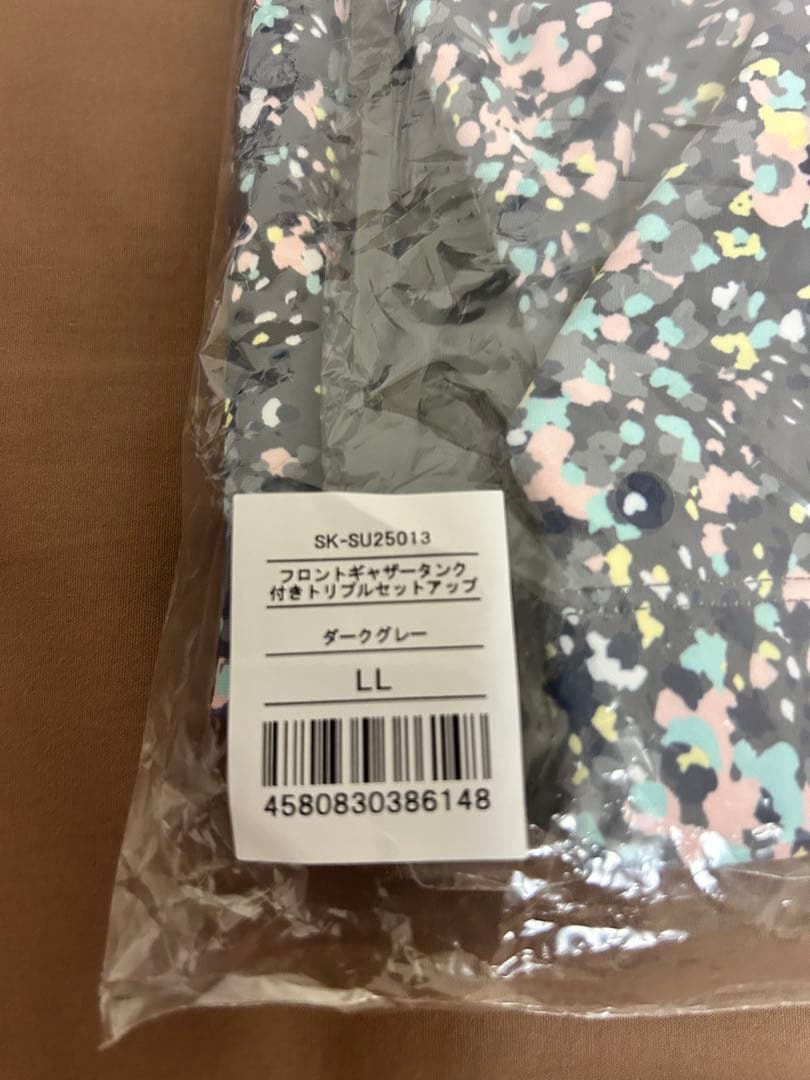 SK-SU25013
フロントギャザータンク
付きトリプルセットアップ
ダークグレー
LL
4580830386148